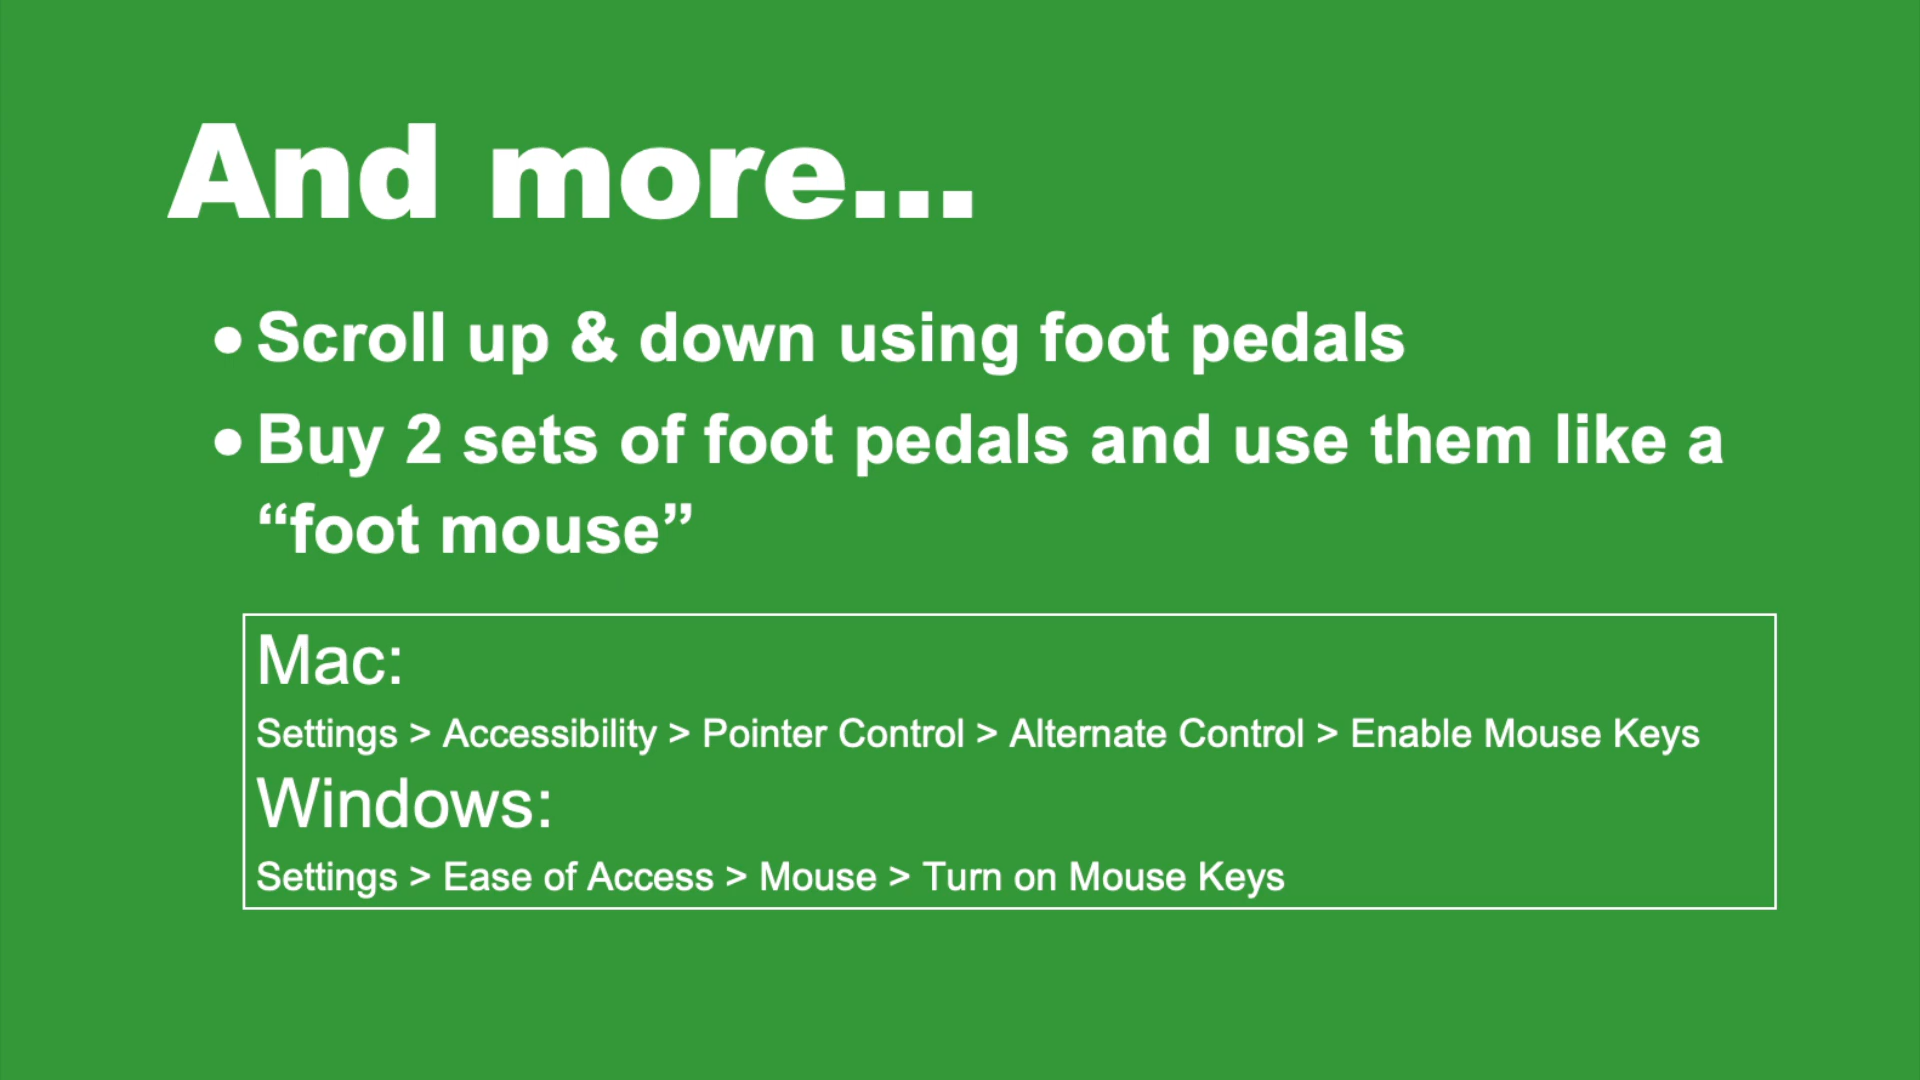 And more...
• Scroll up & down using foot pedals
• Buy 2 sets of foot pedals and use them like a
“foot mouse”
Mac:
Settings > Accessibility > Pointer Control > Alternate Control > Enable Mouse Keys
Windows:
Settings > Ease of Access > Mouse > Turn on Mouse Keys